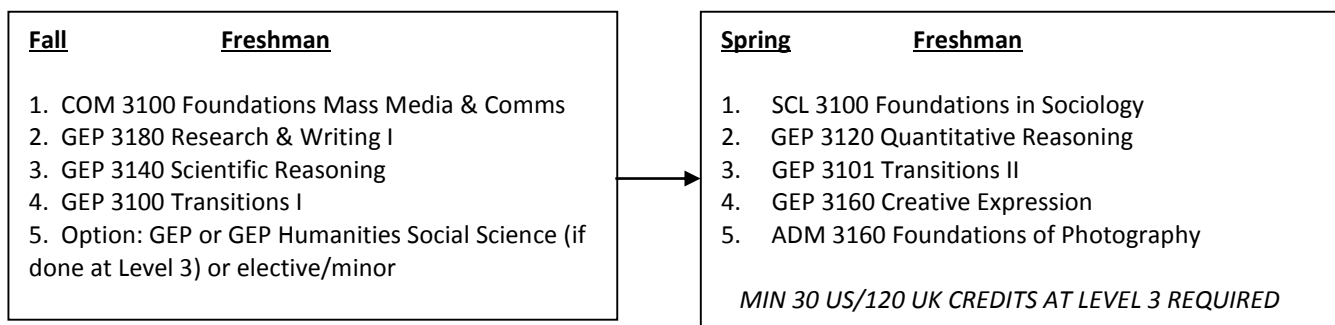 Fall Freshman
1. COM 3100 Foundations Mass Media & Comms
2. GEP 3180 Research & Writing I
3. GEP 3140 Scientific Reasoning
4. GEP 3100 Transitions I
5. Option: GEP or GEP Humanities Social Science (if
done at Level 3) or elective/minor
Spring Freshman
1. SCL 3100 Foundations in Sociology
2. GEP 3120 Quantitative Reasoning
3. GEP 3101 Transitions II
4. GEP 3160 Creative Expression
5. ADM 3160 Foundations of Photography
MIN 30 US/120 UK CREDITS AT LEVEL 3 REQUIRED